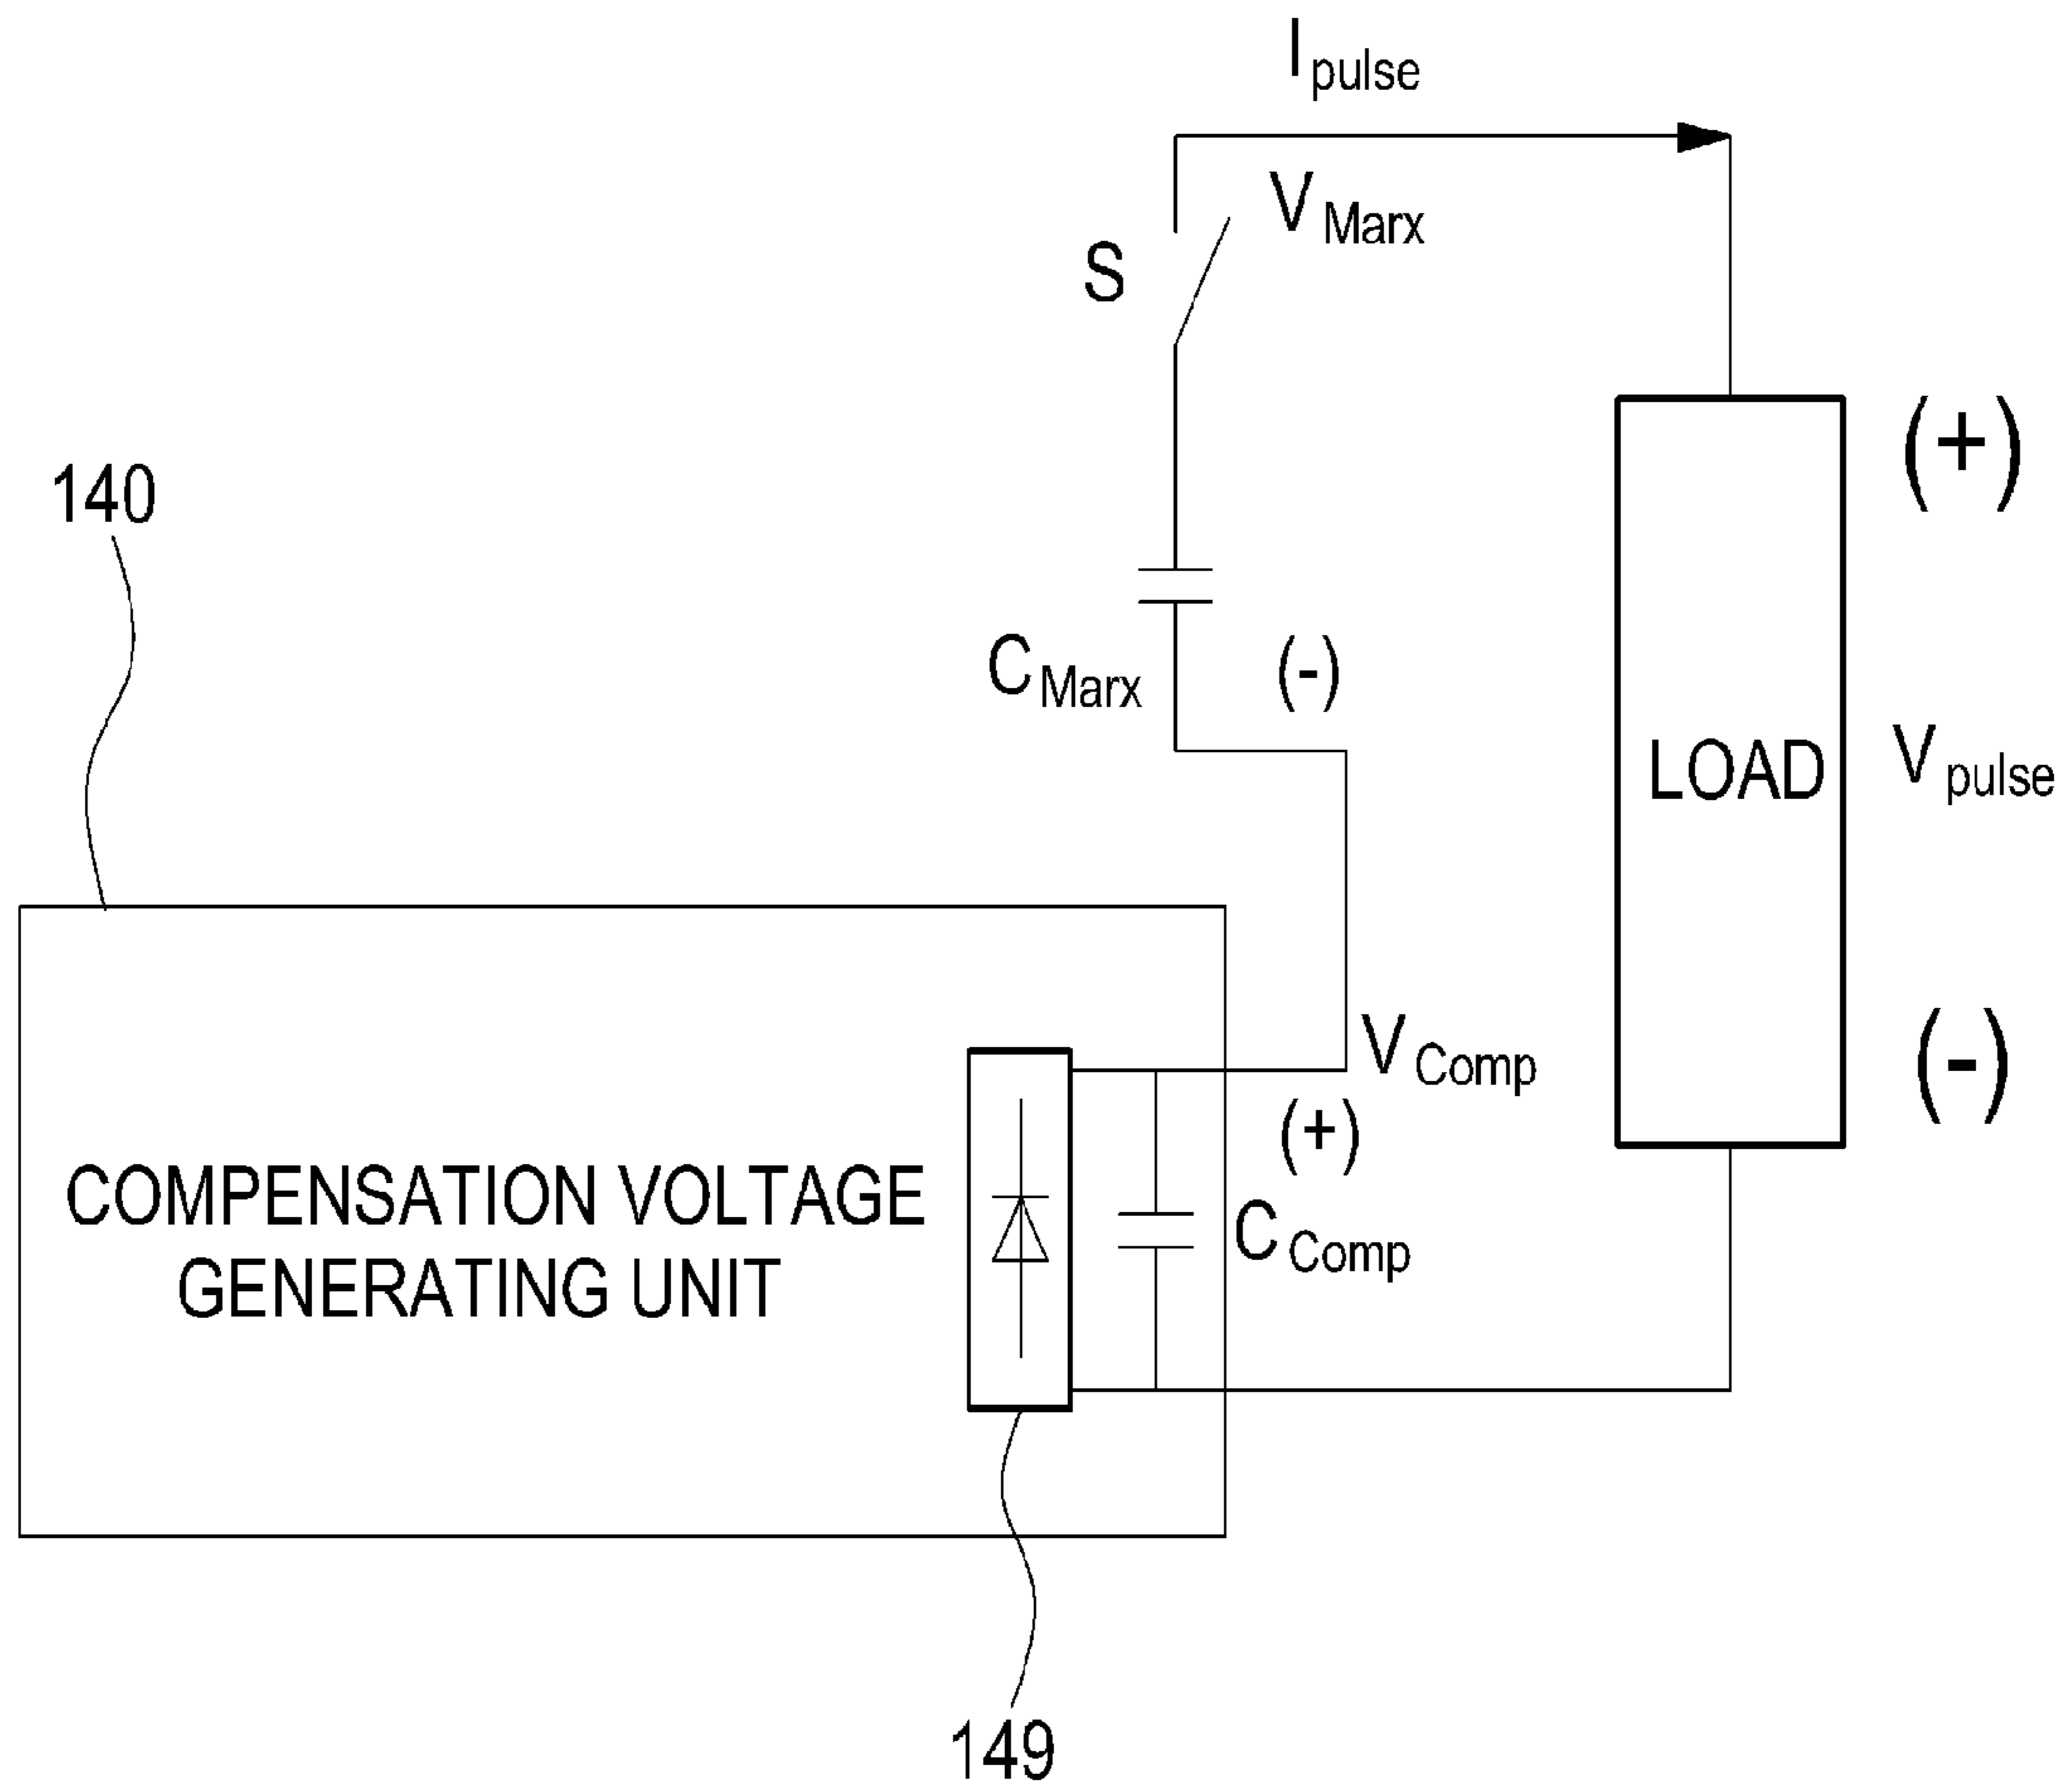 Ipulse
VMarx
S
(+)
140
CMarx
(-)
LOAD
Vpulse
VComp
(+)
(-)
COMPENSATION VOLTAGE
GENERATING UNIT
CComp
149